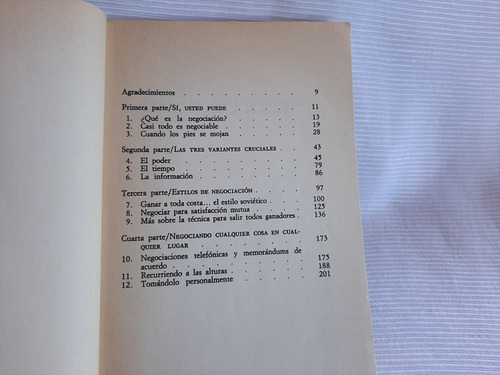 Agradecimientos . . . . . . . . . . 9
Primera parte/SÍ, USTED PUEDE . . . . . 11
1. ¿Qué es la negociación? . . . . . . 13
2. Casi todo es negociable . . . . . . 19
3. Cuando los pies se mojan . . . . . 28
Segunda parte/LAS TRES VARIANTES CRUCIALES . . 43
4. El poder . . . . . . . . . . 45
5. El tiempo . . . . . . . . . 79
6. La información . . . . . . . . 86
Tercera parte/ESTILOS DE NEGOCIACIÓN . . . . 97
7. Ganar a toda costa... el estilo soviético . . 100
8. Negociar para satisfacción mutua . . . . 125
9. Más sobre la técnica para salir todos ganadores . 136
Cuarta parte/NEGOCIANDO CUALQUIER COSA EN CUAL-
QUIER LUGAR . . . . . . . . 173
10. Negociaciones telefónicas y memorándums de
acuerdo . . . . . . . . . . 175
11. Recurriendo a las alturas . . . . . . 188
12. Tomándolo personalmente . . . . . . 201